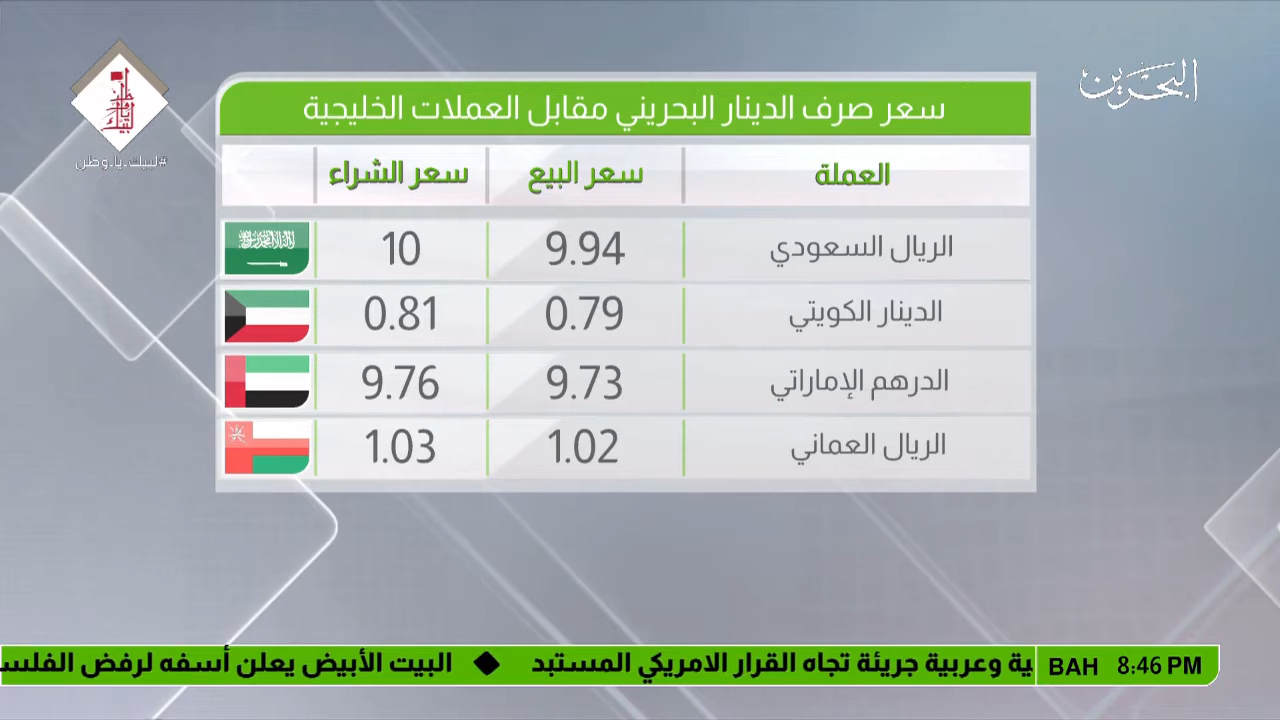 البحرين
#لبيك_يا_وطن
سعر صرف الدينار البحريني مقابل العملات الخليجية
العملة سعر البيع سعر الشراء
الريال السعودي 9.94 10
الدينار الكويتي 0.79 0.81
الدرهم الإماراتي 9.73 9.76
الريال العماني 1.02 1.03
BAH 8:46 PM
ية وعربية جريئة تجاه القرار الامريكي المستبد ◆ البيت الأبيض يعلن أسفه لرفض الفلس